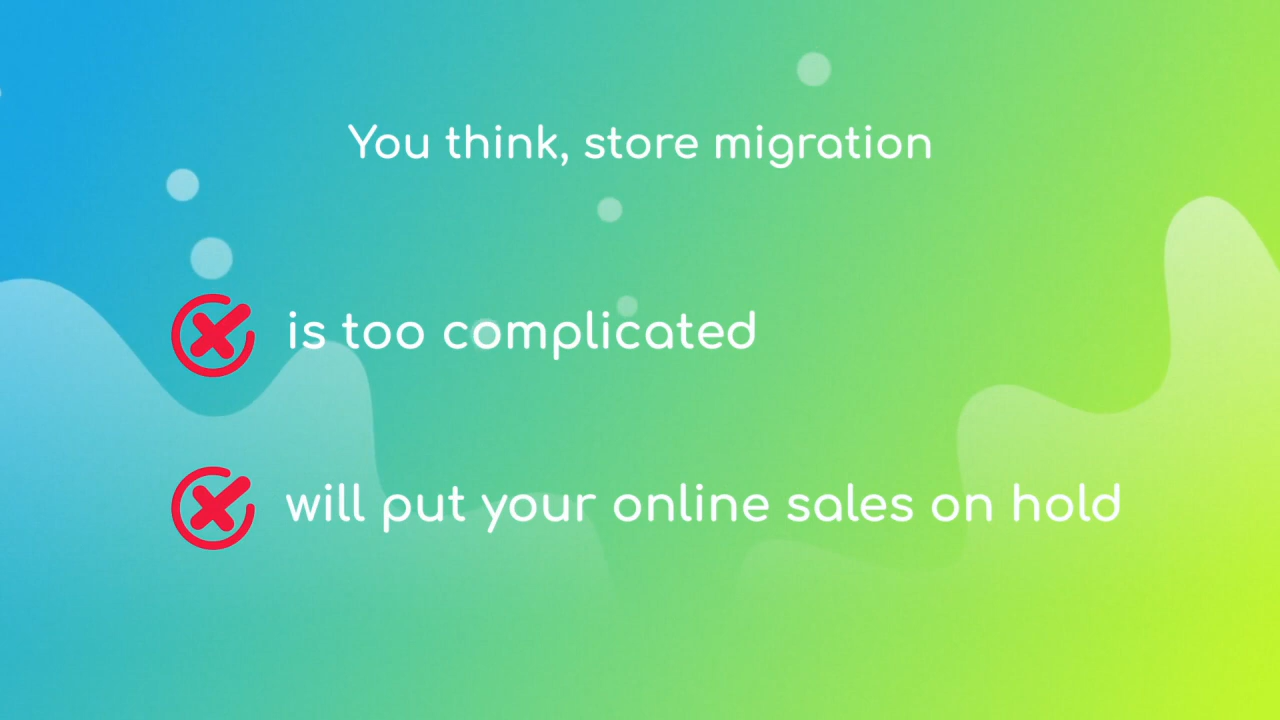 You think, store migration
is too complicated
will put your online sales on hold